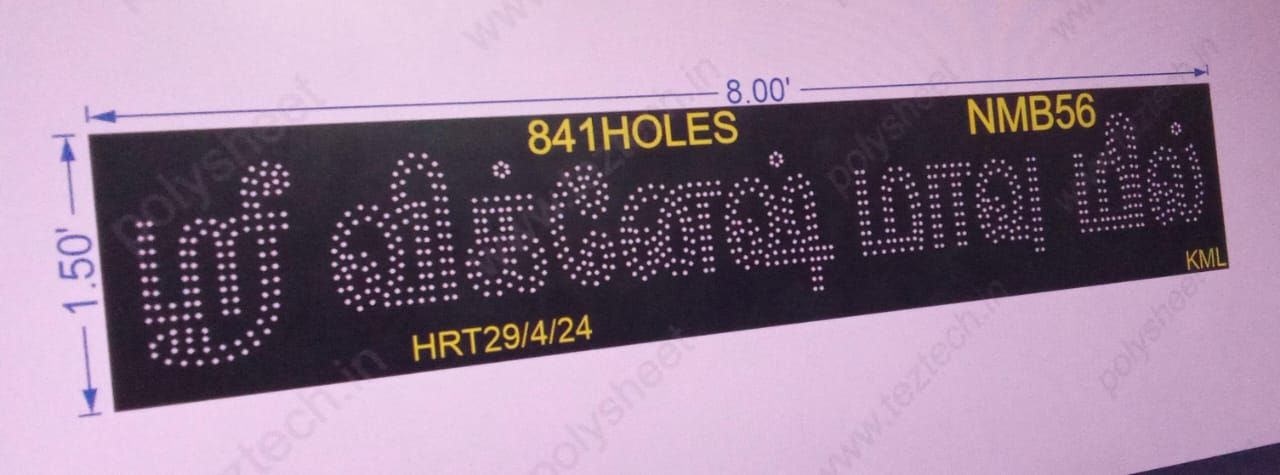 8.00'
841HOLES
NMB56
1.50'
ஸ்ரீ விக்னேஷ் மாவு மில்
KML
HRT29/4/24
polysheet
www.teztech.in